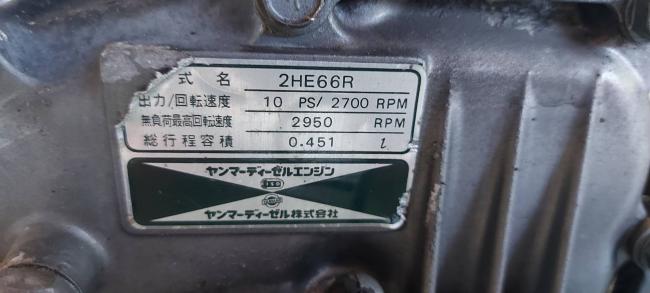 式 名 2HE66R
出力/回転速度 10 PS/ 2700 RPM
無負荷最高回転速度 2950 RPM
総行程容積 0.451 ℓ
ヤンマーディーゼルエンジン
ヤンマーディーゼル株式会社